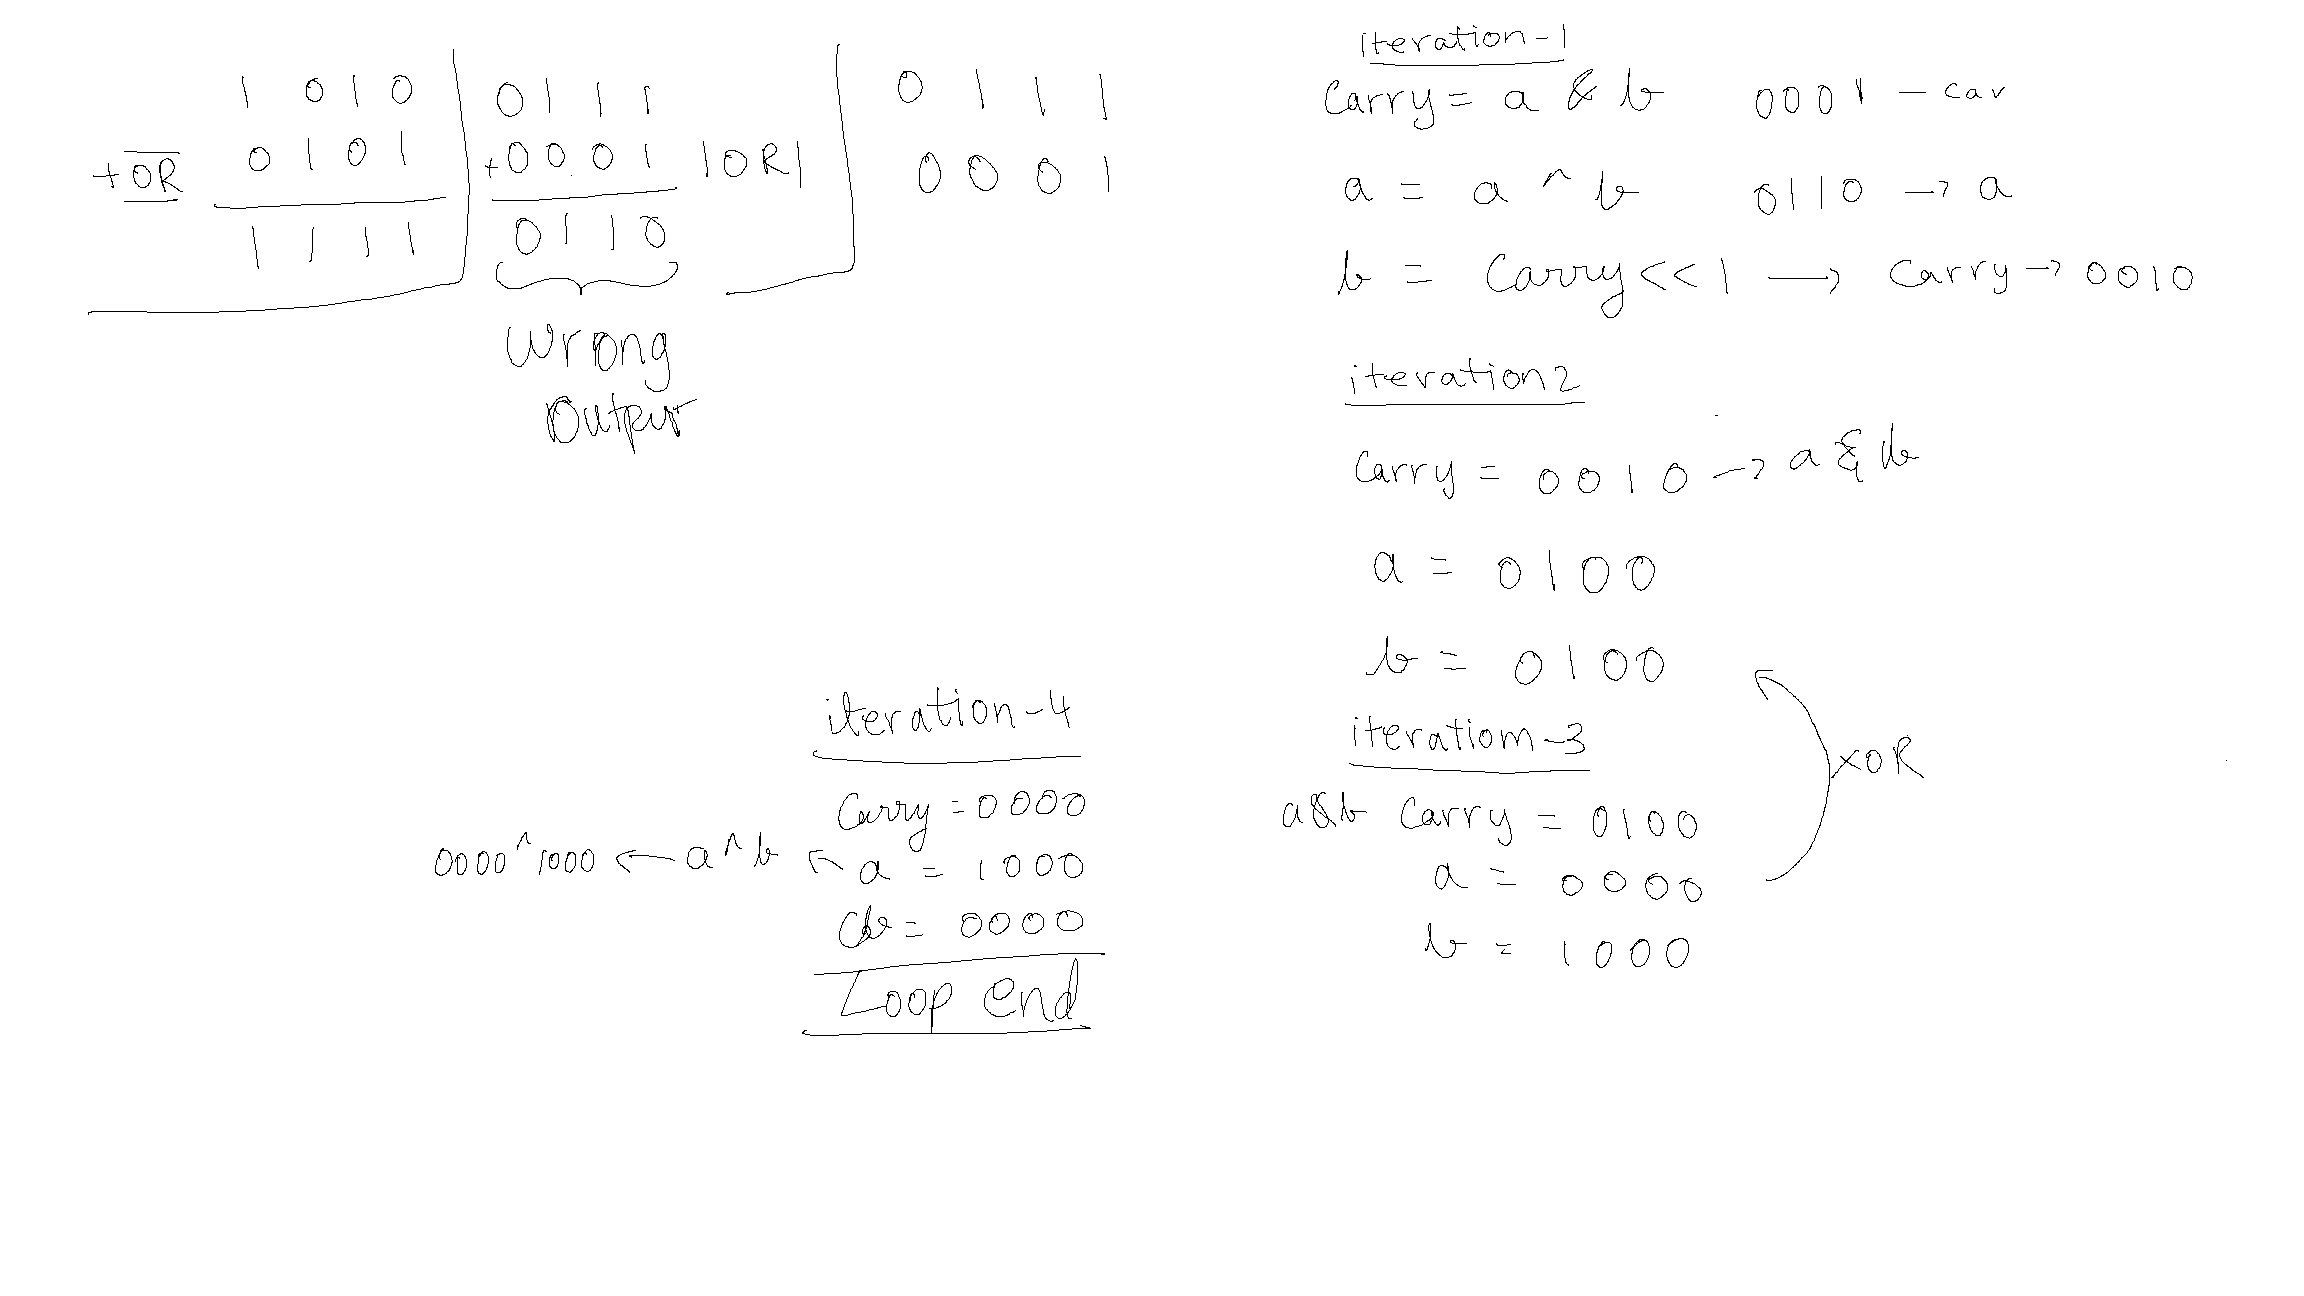 1 0 1 0
+OR 0 1 0 1
1 1 1 1
0 1 1 1
+0 0 0 1 |OR|
0 1 1 0
Wrong
Output
0 1 1 1
0 0 0 1
iteration-1
Carry = a & b 0001 - car
a = a ^ b 0110 → a
b = Carry<<1 → Carry → 0010
iteration2
Carry = 0010 → a & b
a = 0100
b = 0100
iteration-3
a&b Carry = 0100
a = 0000
b = 1000
XOR
iteration-4
Carry = 0000
0000^1000 ← a^b ← a = 1000
b = 0000
Loop end